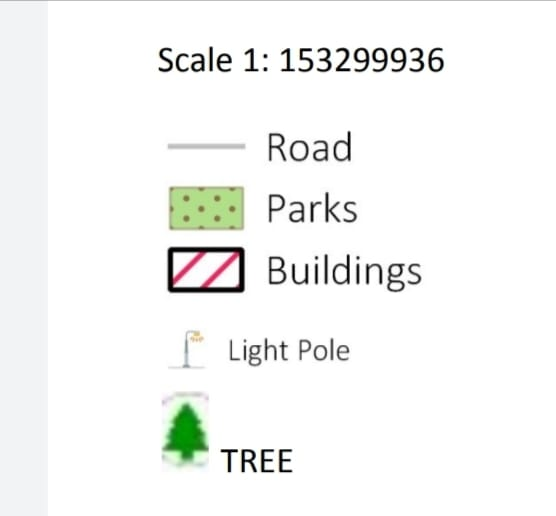 Scale 1: 153299936
Road
Parks
Buildings
Light Pole
TREE